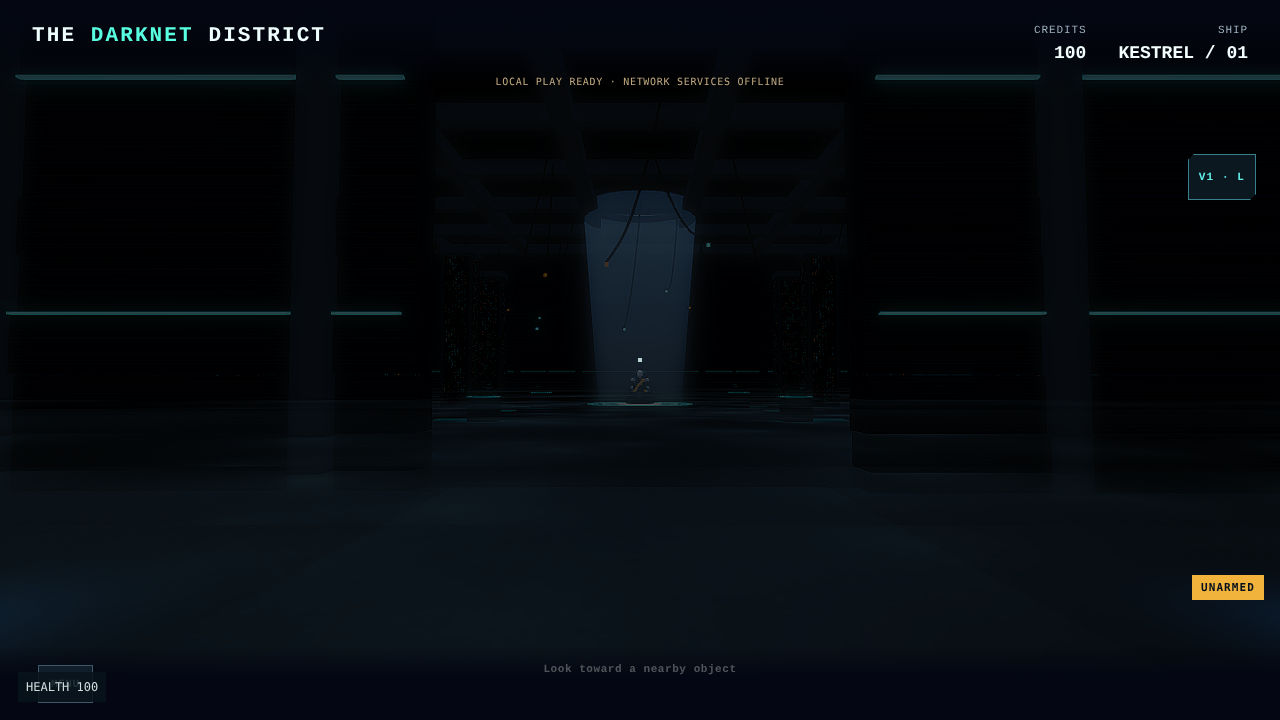 THE DARKNET DISTRICT
CREDITS
100
SHIP
KESTREL / 01
LOCAL PLAY READY · NETWORK SERVICES OFFLINE
V1 · L
UNARMED
Look toward a nearby object
HEALTH 100